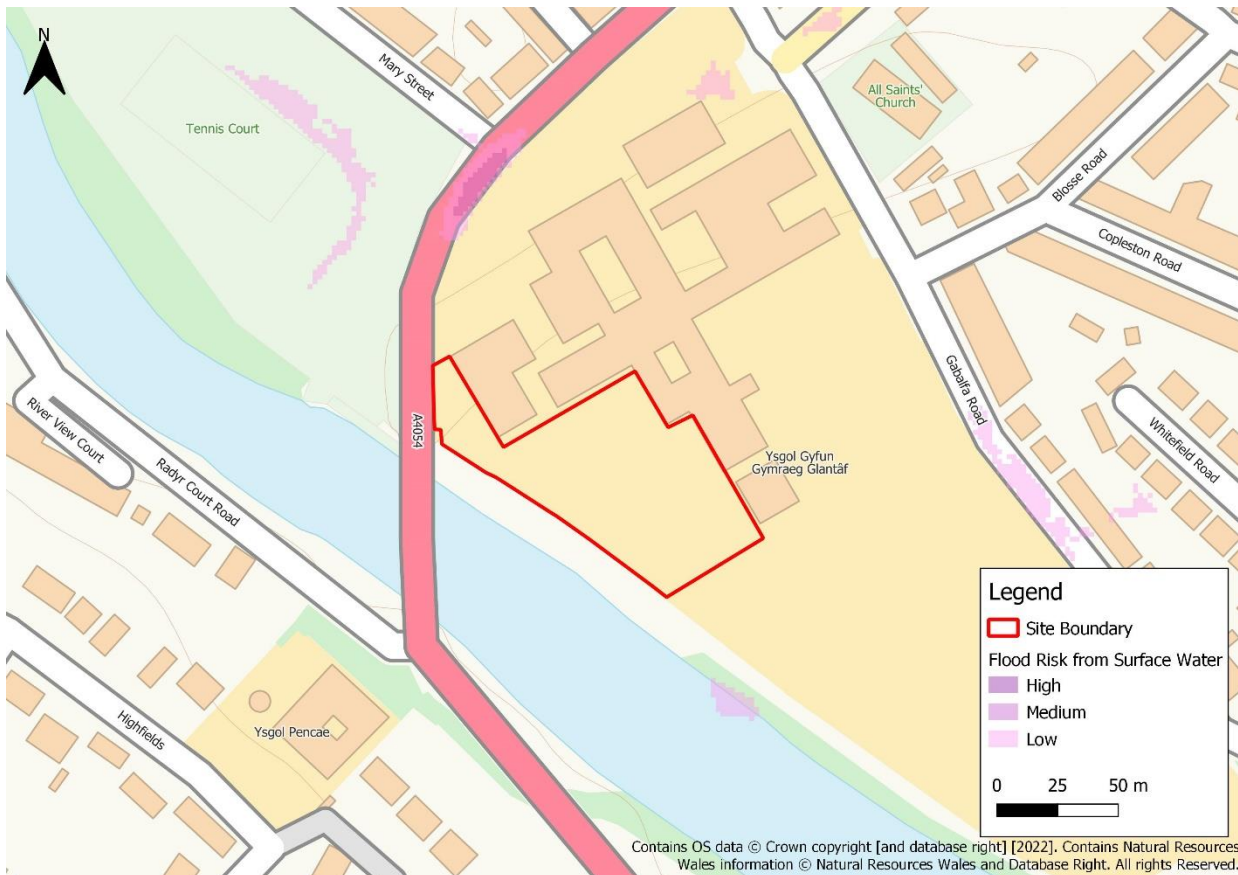 N
Mary Street
Tennis Court
All Saints'
Church
Blosse Road
Copleston Road
Gabalfa Road
Whitefield Road
A4054
River View Court
Radyr Court Road
Ysgol Gyfun
Gymraeg Glantâf
Ysgol Pencae
Highfields
Legend
Site Boundary
Flood Risk from Surface Water
High
Medium
Low
0 25 50 m
Contains OS data © Crown copyright [and database right] [2022]. Contains Natural Resources
Wales information © Natural Resources Wales and Database Right. All rights Reserved.